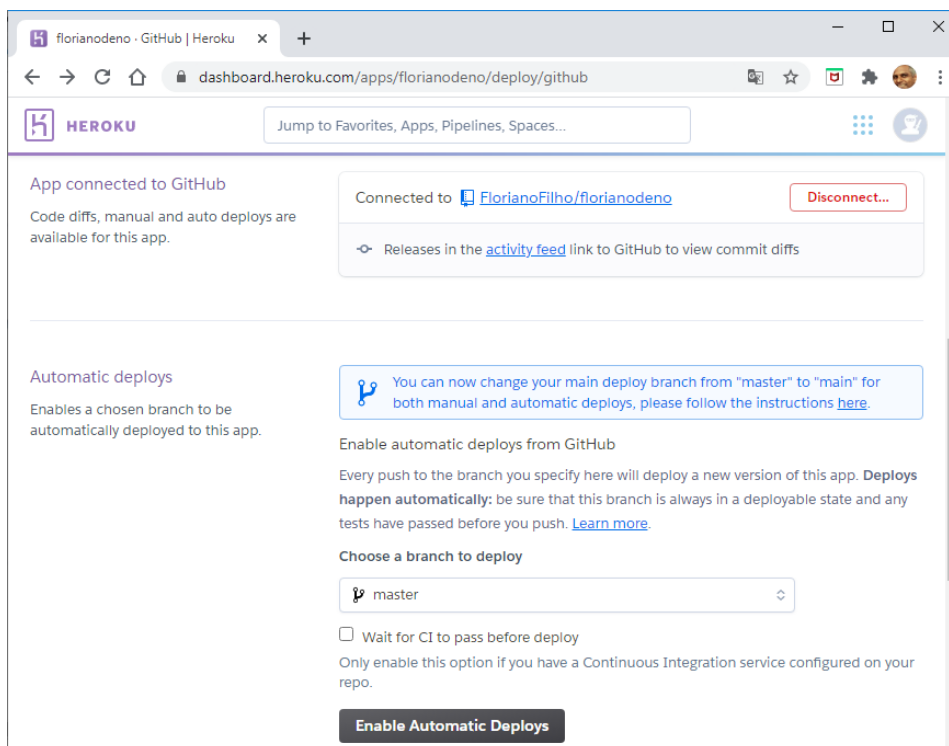 florianodeno · GitHub | Heroku
dashboard.heroku.com/apps/florianodeno/deploy/github
HEROKU
Jump to Favorites, Apps, Pipelines, Spaces...
App connected to GitHub
Code diffs, manual and auto deploys are
available for this app.
Connected to FlorianoFilho/florianodeno
Disconnect...
Releases in the activity feed link to GitHub to view commit diffs
Automatic deploys
Enables a chosen branch to be
automatically deployed to this app.
You can now change your main deploy branch from "master" to "main" for
both manual and automatic deploys, please follow the instructions here.
Enable automatic deploys from GitHub
Every push to the branch you specify here will deploy a new version of this app. Deploys
happen automatically: be sure that this branch is always in a deployable state and any
tests have passed before you push. Learn more.
Choose a branch to deploy
master
Wait for CI to pass before deploy
Only enable this option if you have a Continuous Integration service configured on your
repo.
Enable Automatic Deploys